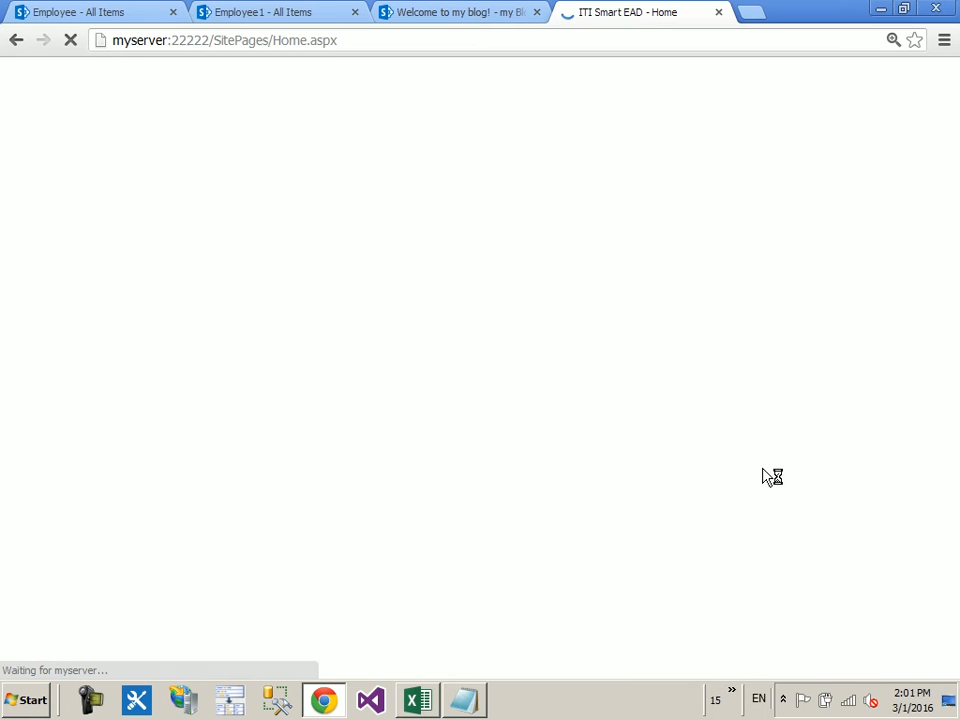 Employee - All Items
Employee1 - All Items
Welcome to my blog! - my Bl
ITI Smart EAD - Home
myserver:22222/SitePages/Home.aspx
Waiting for myserver...
Start
15
EN
2:01 PM
3/1/2016